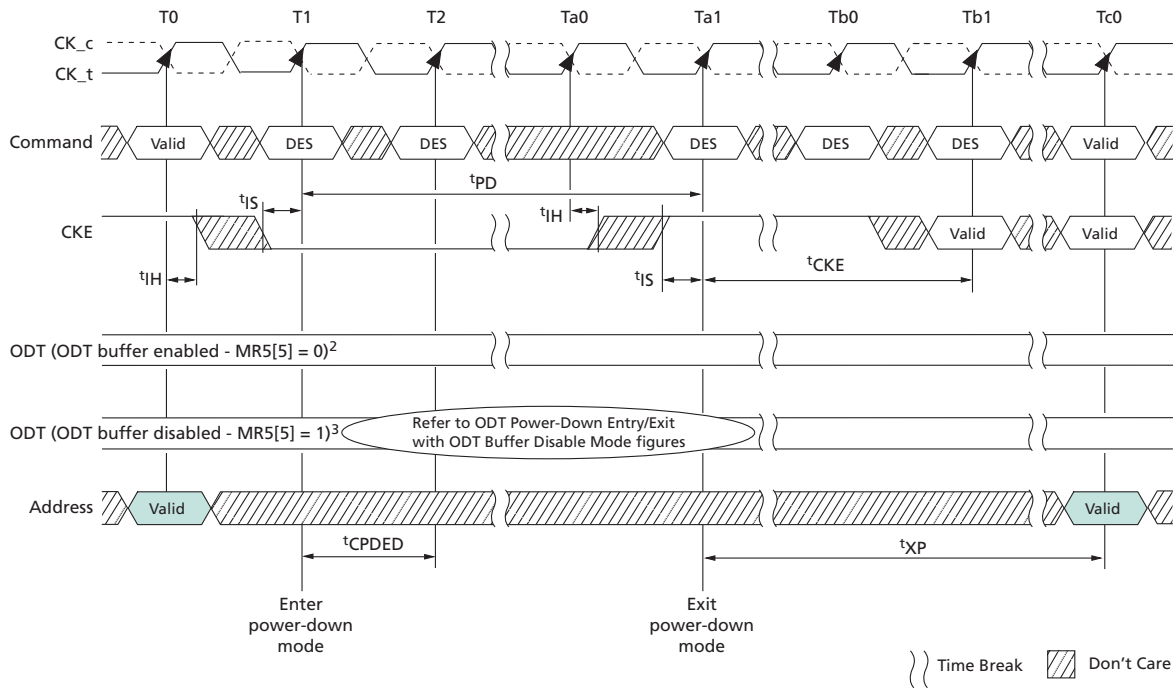 T0 T1 T2 Ta0 Ta1 Tb0 Tb1 Tc0
CK_c
CK_t
Command Valid DES DES DES DES DES Valid
tPD
tIS
tIH
CKE Valid Valid
tIH
tIS
tCKE
ODT (ODT buffer enabled - MR5[5] = 0)2
ODT (ODT buffer disabled - MR5[5] = 1)3
Refer to ODT Power-Down Entry/Exit
with ODT Buffer Disable Mode figures
Address Valid Valid
tCPDED
tXP
Enter
power-down
mode
Exit
power-down
mode
Time Break
Don't Care